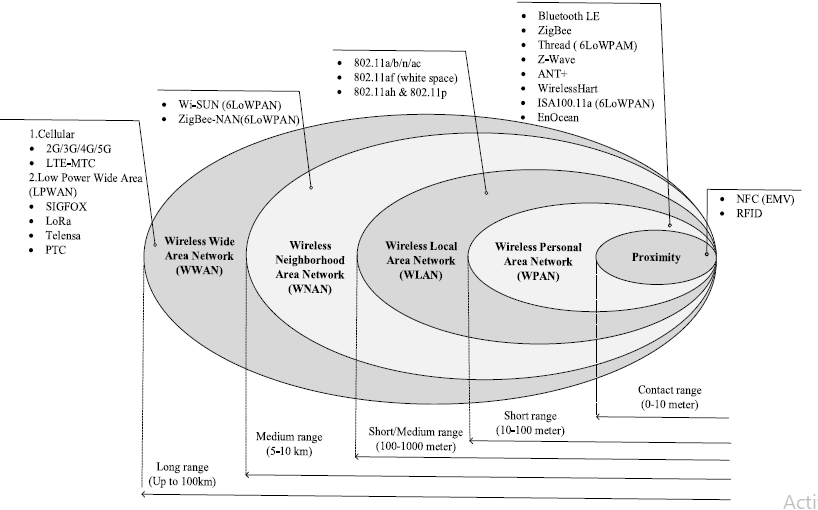 • Bluetooth LE
• ZigBee
• Thread ( 6LoWPAM)
• Z-Wave
• ANT+
• WirelessHart
• ISA100.11a (6LoWPAN)
• EnOcean
• 802.11a/b/n/ac
• 802.11af (white space)
• 802.11ah & 802.11p
• Wi-SUN (6LoWPAN)
• ZigBee-NAN(6LoWPAN)
1.Cellular
• 2G/3G/4G/5G
• LTE-MTC
2.Low Power Wide Area
(LPWAN)
• SIGFOX
• LoRa
• Telensa
• PTC
• NFC (EMV)
• RFID
Wireless Wide
Area Network
(WWAN)
Wireless
Neighborhood
Area Network
(WNAN)
Wireless Local
Area Network
(WLAN)
Wireless Personal
Area Network
(WPAN)
Proximity
Contact range
(0-10 meter)
Short range
(10-100 meter)
Short/Medium range
(100-1000 meter)
Medium range
(5-10 km)
Long range
(Up to 100km)
Acti